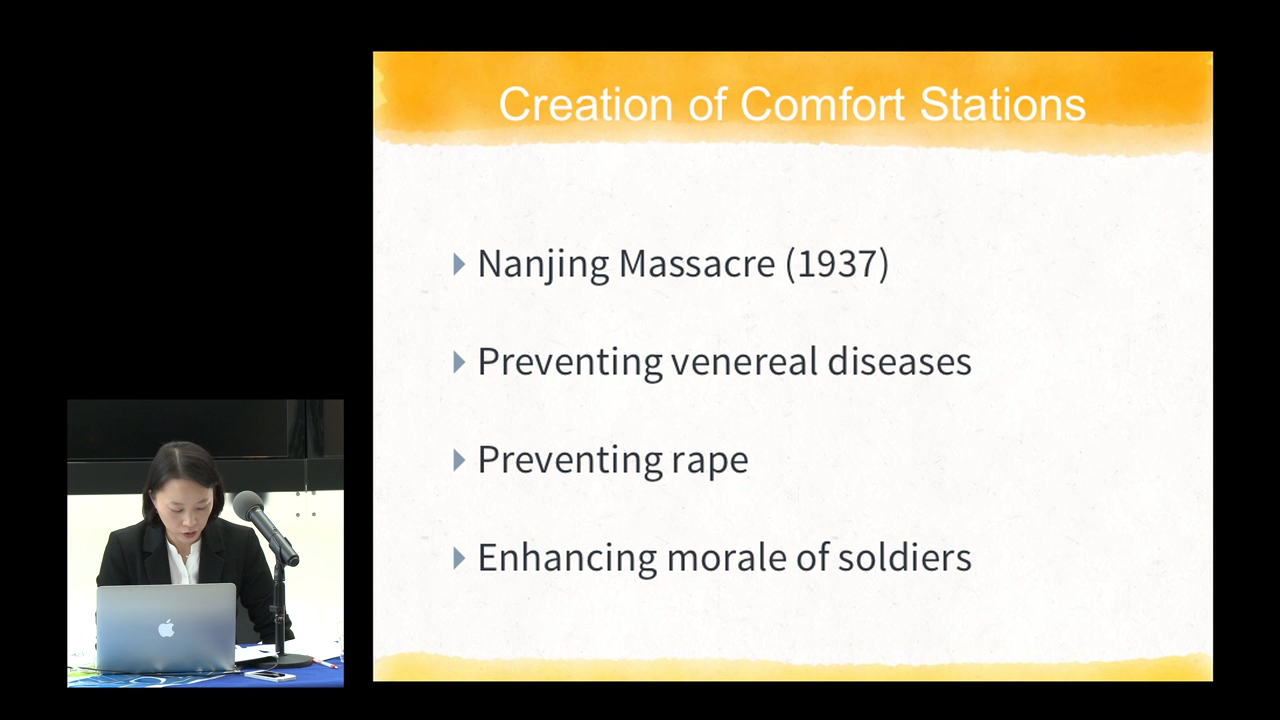 Creation of Comfort Stations
Nanjing Massacre (1937)
Preventing venereal diseases
Preventing rape
Enhancing morale of soldiers